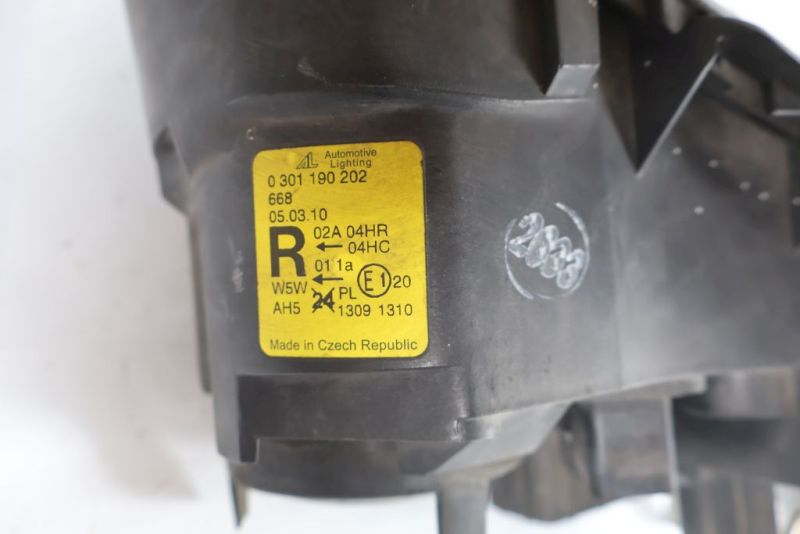 AL Automotive
Lighting
0 301 190 202
668
05.03.10
R 02A 04HR
← 04HC
01 1a
W5W ← E1 20
AH5 24 PL
1309 1310
Made in Czech Republic